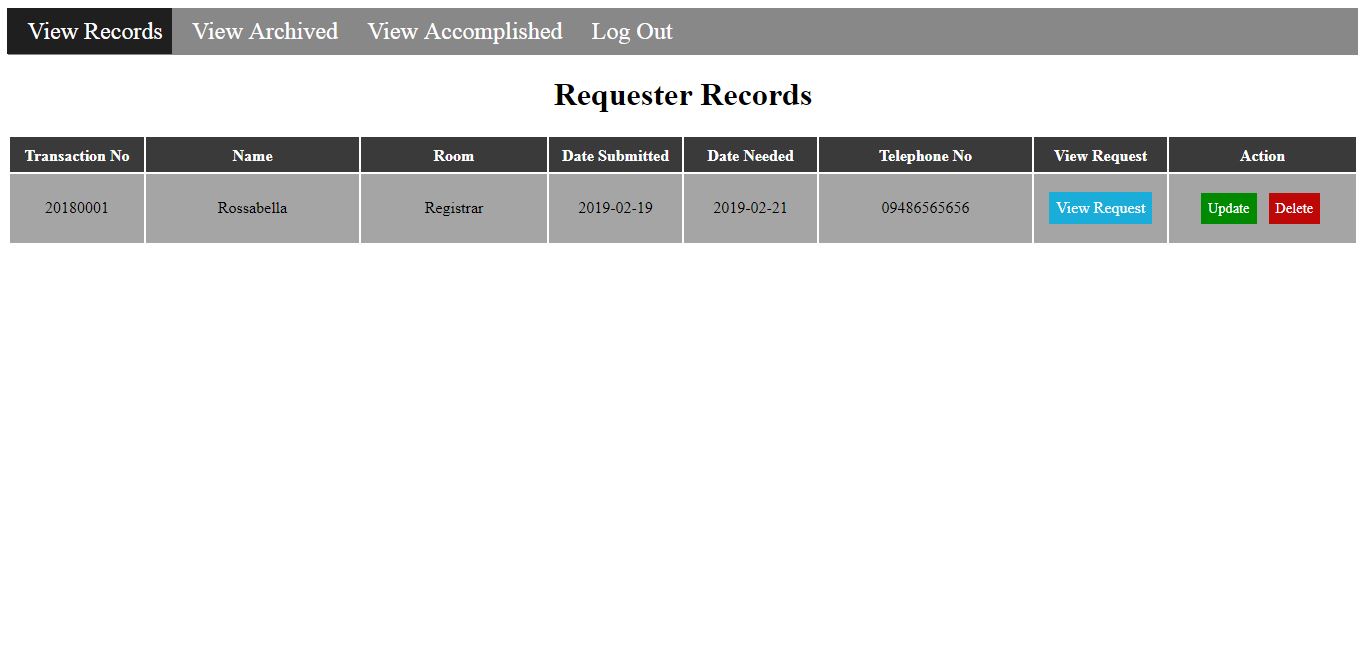 View Records View Archived View Accomplished Log Out
Requester Records
Transaction No Name Room Date Submitted Date Needed Telephone No View Request Action
20180001 Rossabella Registrar 2019-02-19 2019-02-21 09486565656 View Request Update Delete